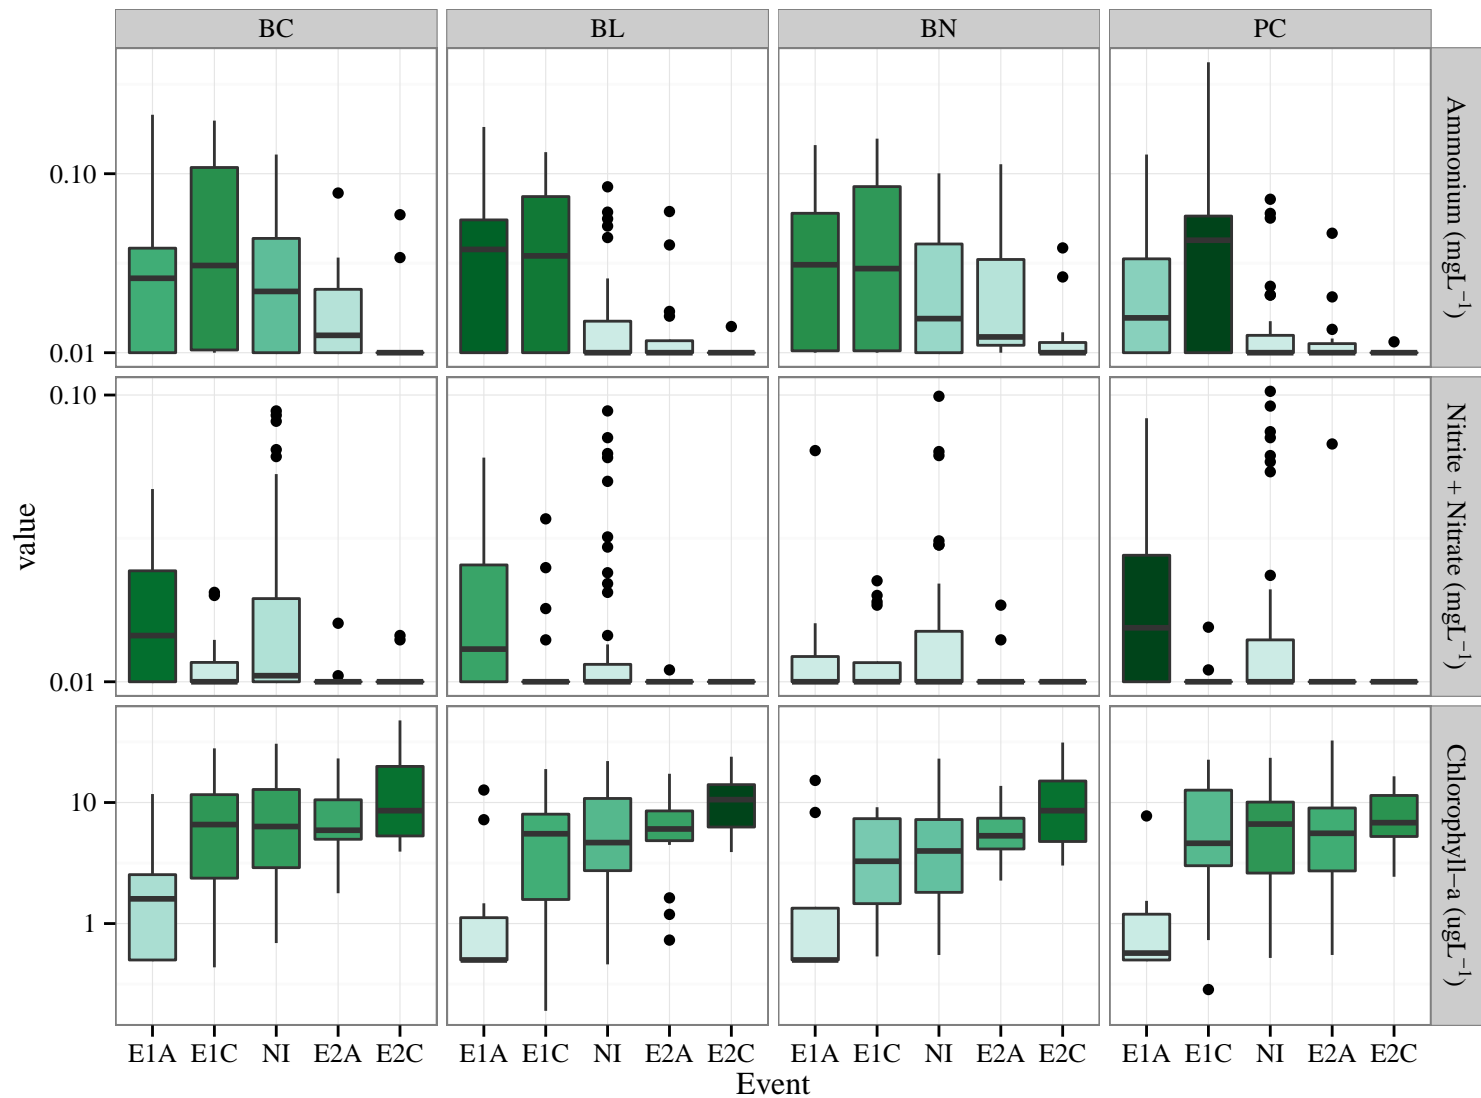 BC
BL
BN
PC
0.10
0.01
Ammonium (mgL⁻¹)
0.10
0.01
Nitrite + Nitrate (mgL⁻¹)
10
1
Chlorophyll−a (ugL⁻¹)
value
E1A E1C NI E2A E2C
E1A E1C NI E2A E2C
E1A E1C NI E2A E2C
E1A E1C NI E2A E2C
Event